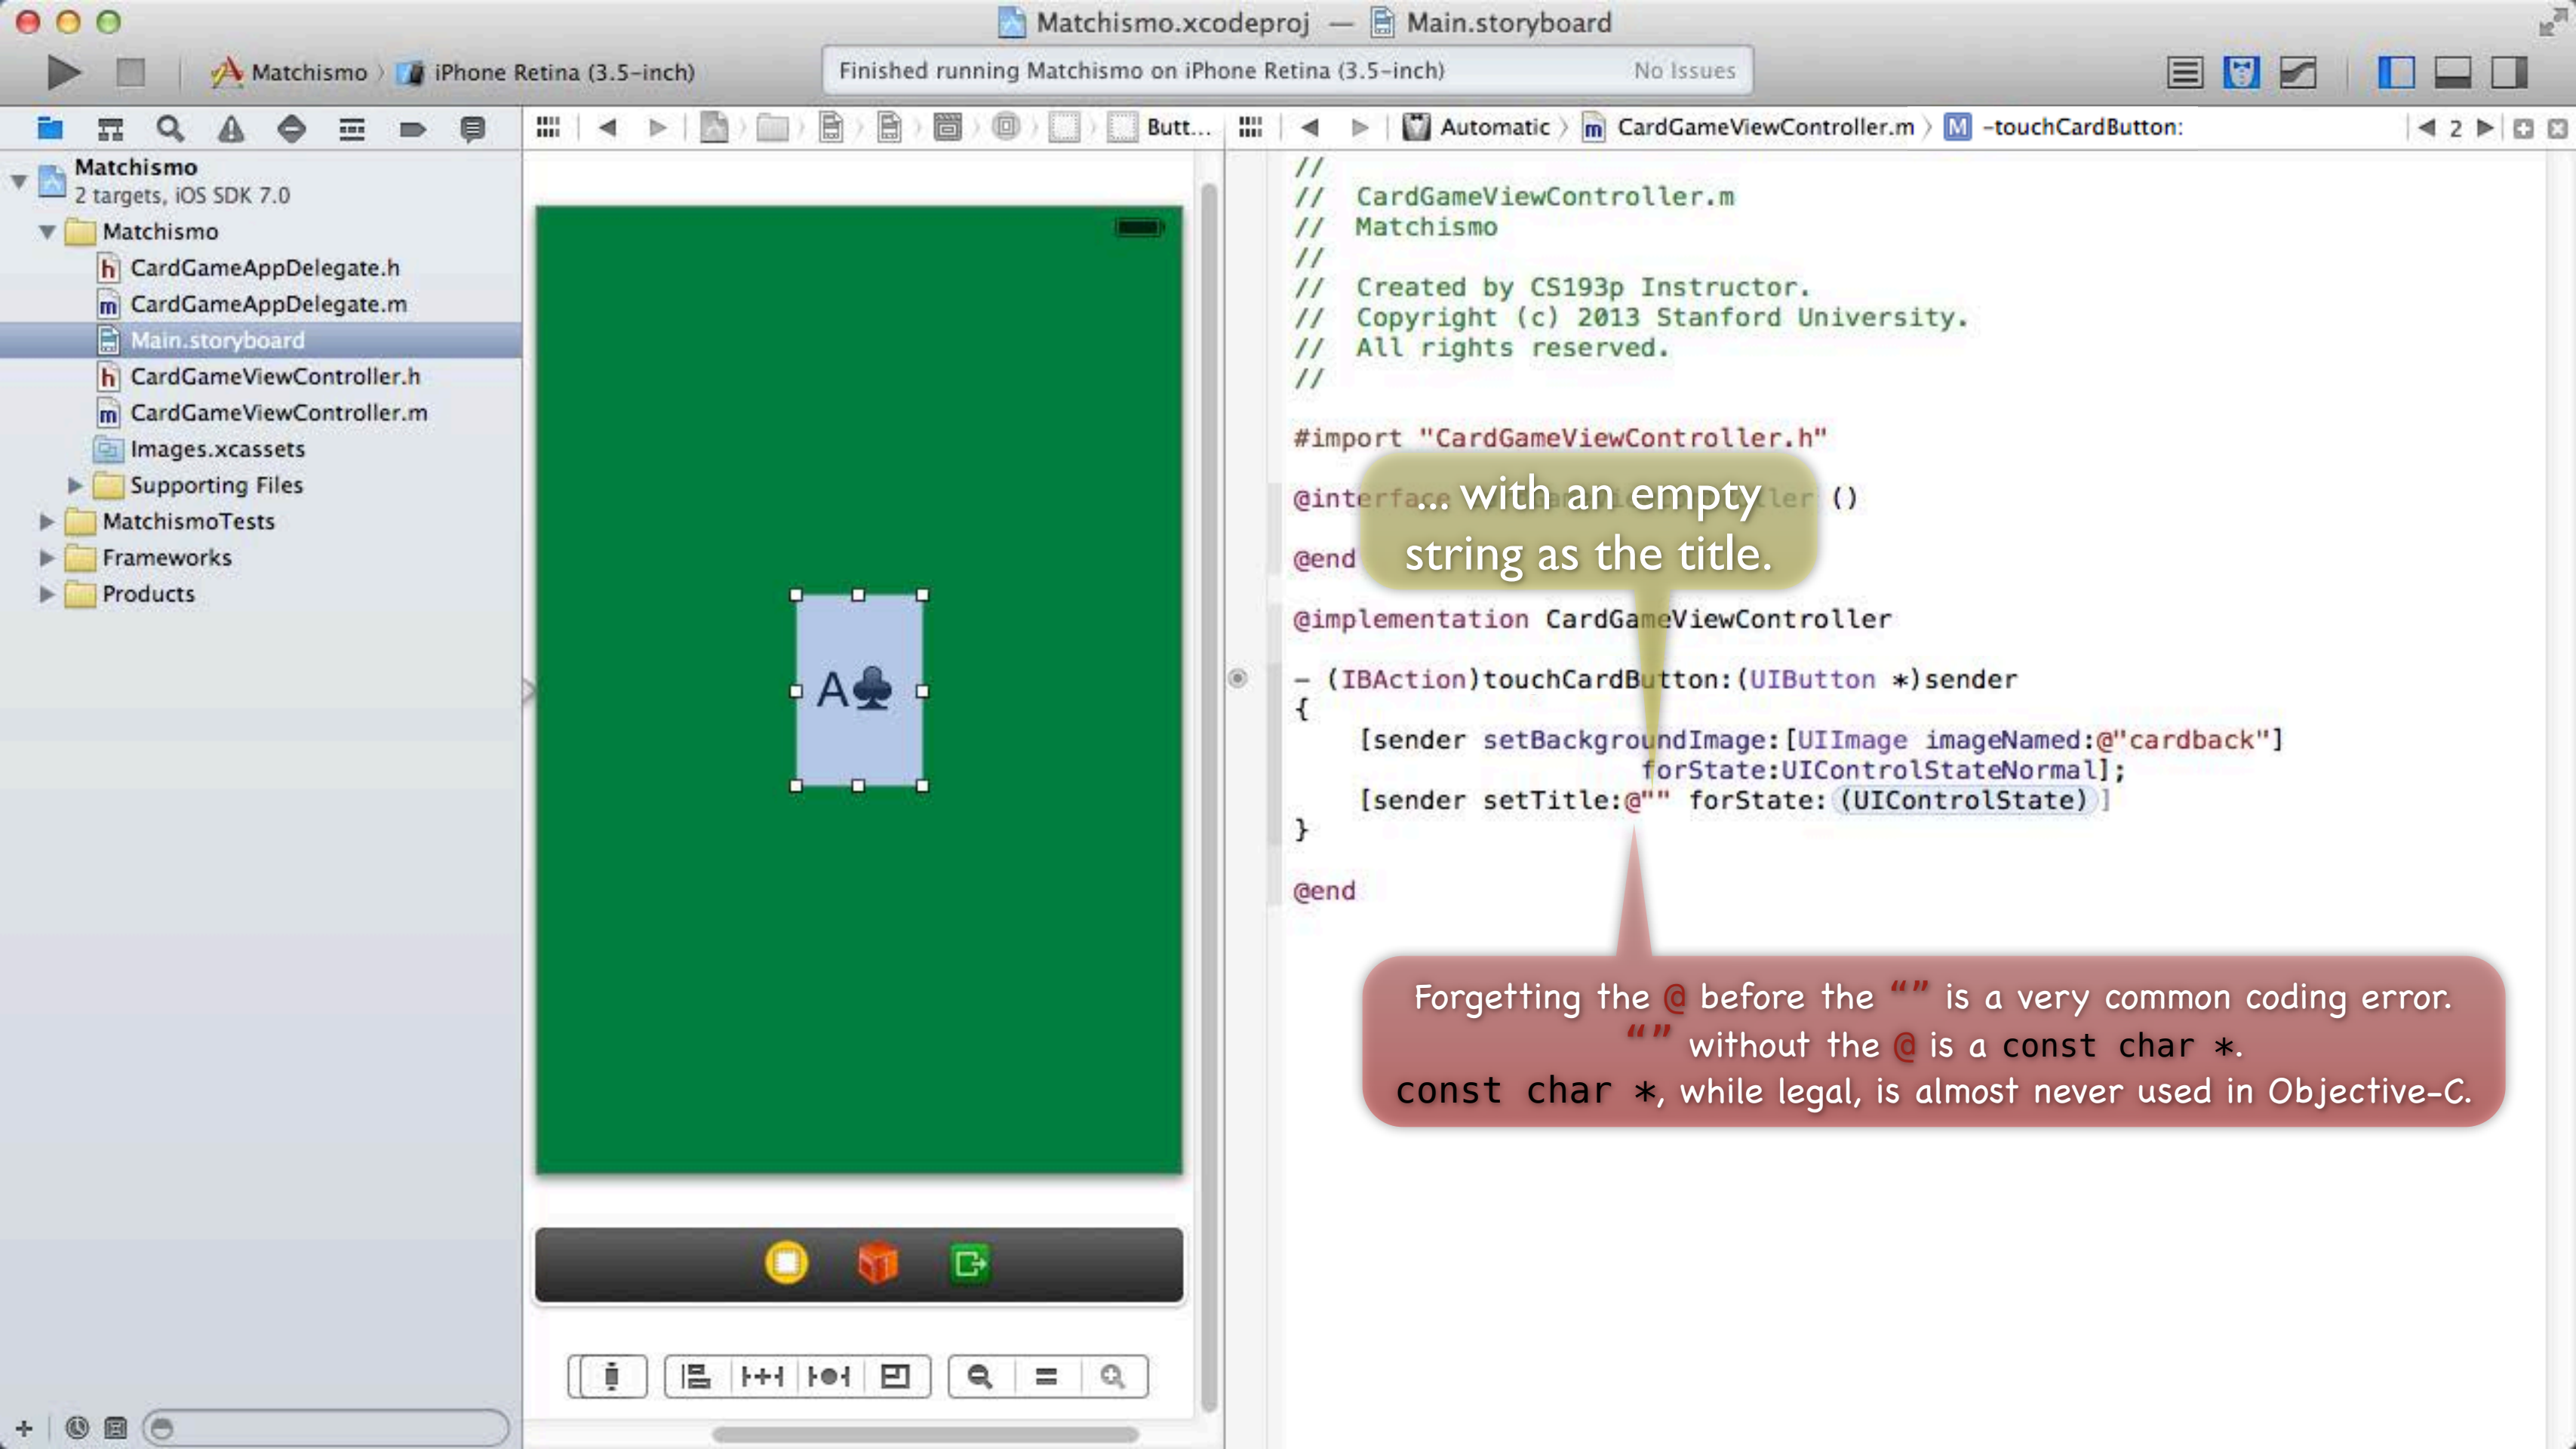 Matchismo.xcodeproj — Main.storyboard
Matchismo iPhone Retina (3.5-inch)
Finished running Matchismo on iPhone Retina (3.5-inch) No Issues
Butt...
Automatic CardGameViewController.m M -touchCardButton:
2
Matchismo
2 targets, iOS SDK 7.0
Matchismo
h CardGameAppDelegate.h
m CardGameAppDelegate.m
Main.storyboard
h CardGameViewController.h
m CardGameViewController.m
Images.xcassets
Supporting Files
MatchismoTests
Frameworks
Products
A♣
//
// CardGameViewController.m
// Matchismo
//
// Created by CS193p Instructor.
// Copyright (c) 2013 Stanford University.
// All rights reserved.
//
#import "CardGameViewController.h"
@interface ()
... with an empty
string as the title.
@end
@implementation CardGameViewController
- (IBAction)touchCardButton:(UIButton *)sender
{
[sender setBackgroundImage:[UIImage imageNamed:@"cardback"]
forState:UIControlStateNormal];
[sender setTitle:@"" forState:(UIControlState)]
}
@end
Forgetting the @ before the “” is a very common coding error.
“” without the @ is a const char *.
const char *, while legal, is almost never used in Objective-C.